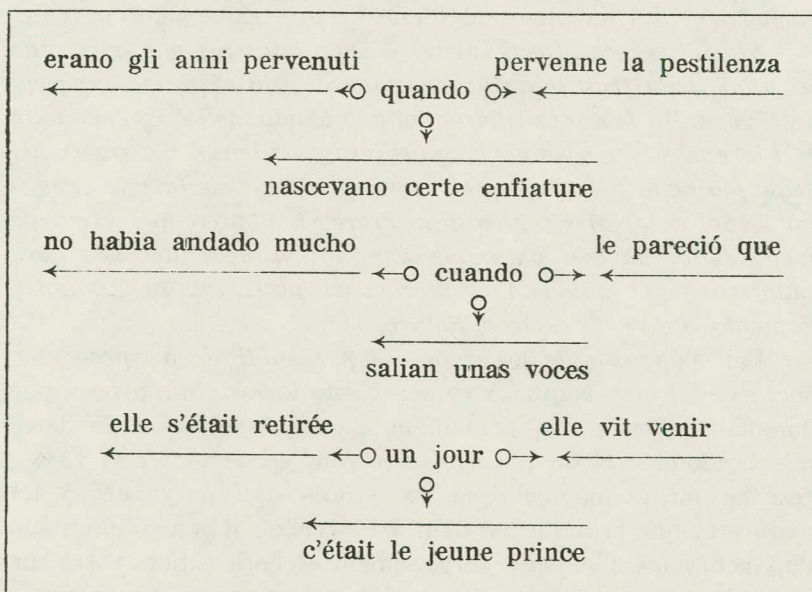 erano gli anni pervenuti pervenne la pestilenza
quando
nascevano certe enfiature
no habia andado mucho le pareció que
cuando
salian unas voces
elle s'était retirée elle vit venir
un jour
c'était le jeune prince